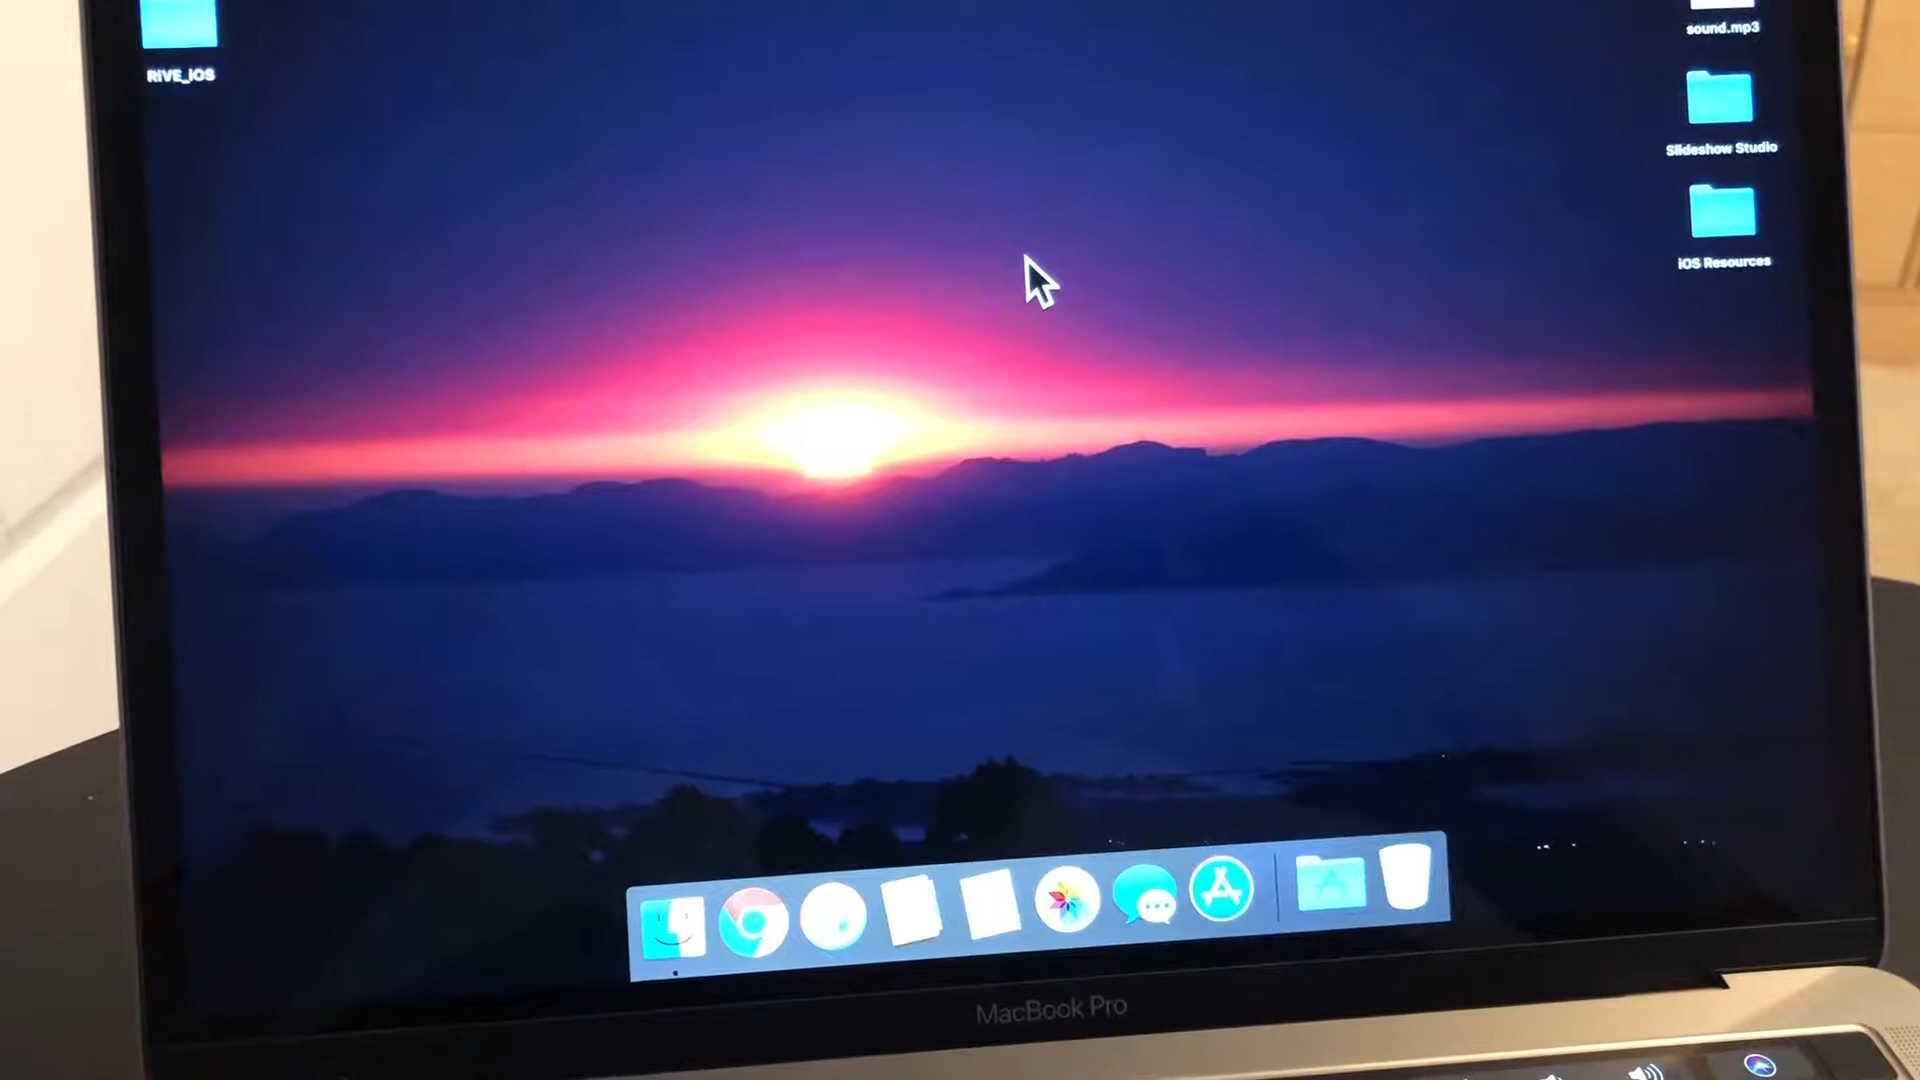 sound.mp3
RIVE_iOS
Slideshow Studio
iOS Resources
MacBook Pro